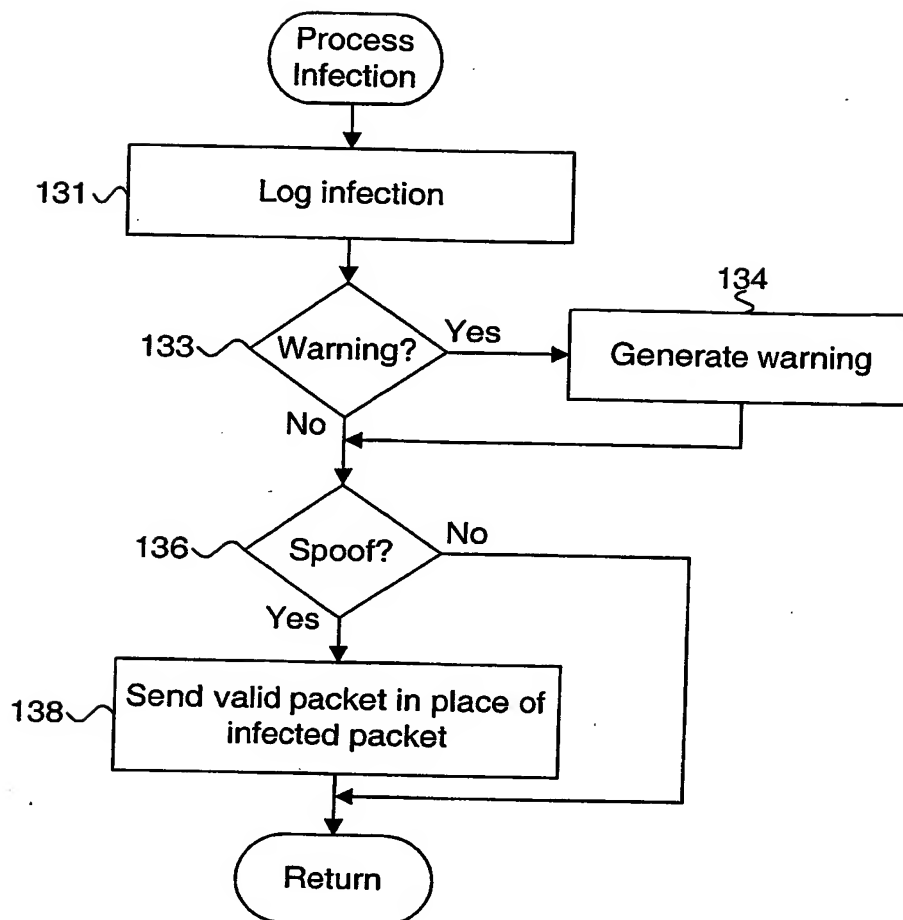 Process
Infection
131
Log infection
134
133
Warning?
Yes
Generate warning
No
136
Spoof?
No
Yes
138
Send valid packet in place of
infected packet
Return